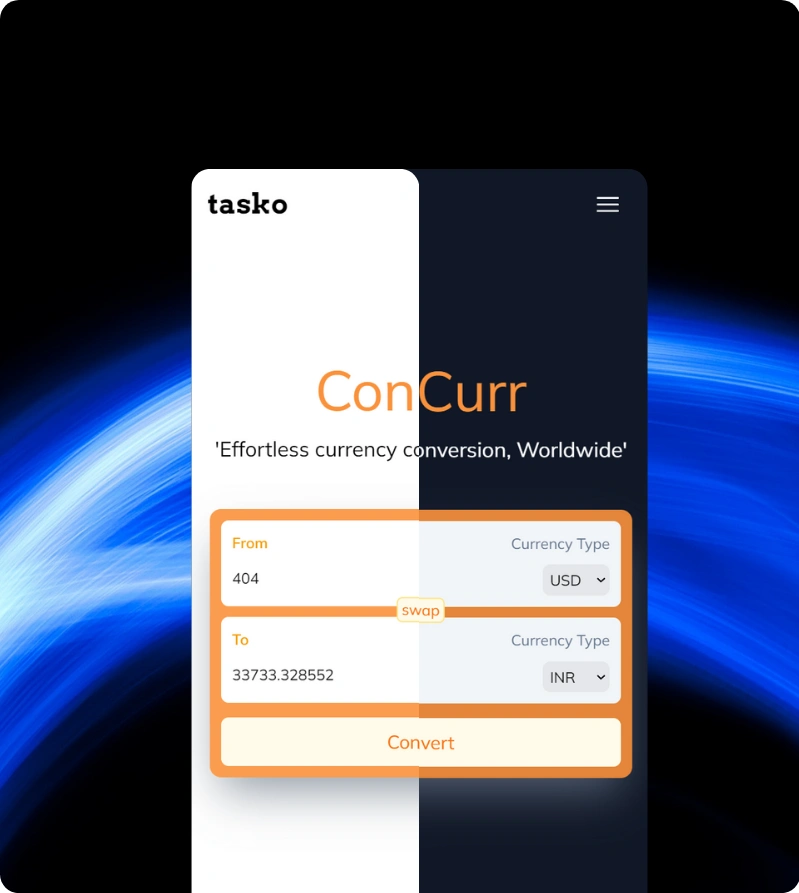 tasko
ConCurr
'Effortless currency conversion, Worldwide'
From
Currency Type
404
USD
swap
To
Currency Type
33733.328552
INR
Convert